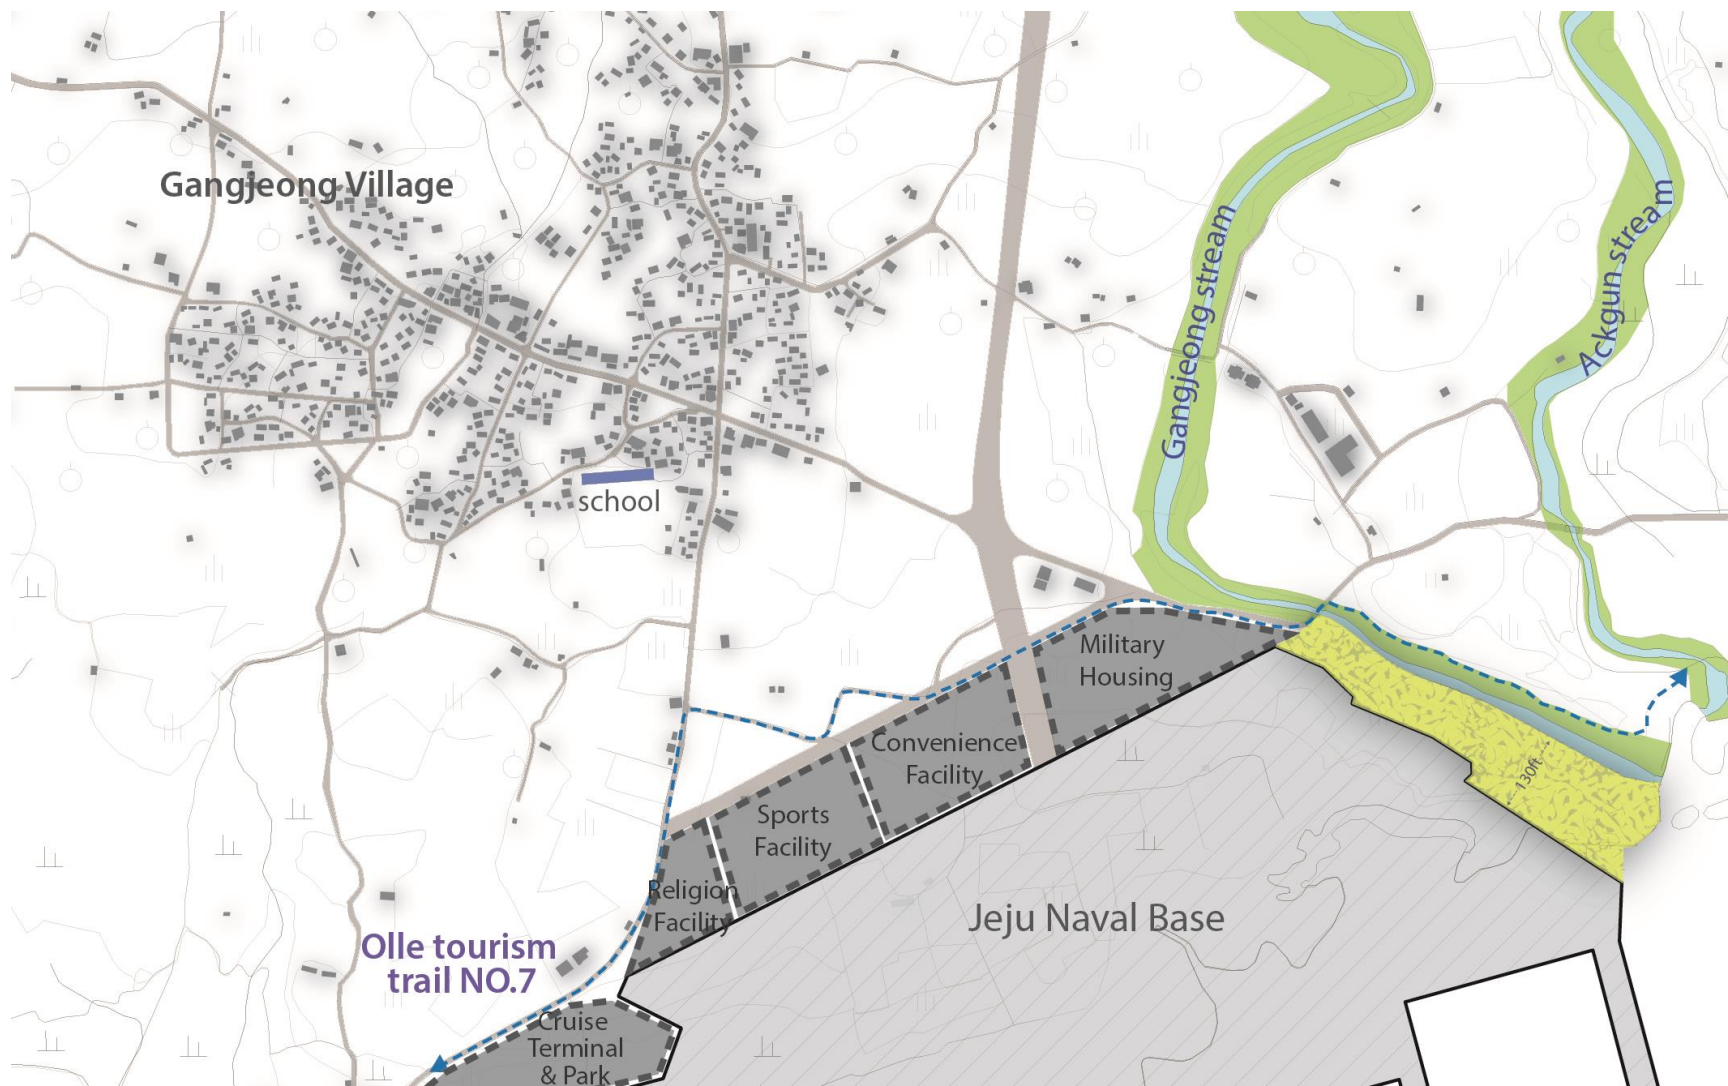 Gangjeong Village
Gangjeong stream
Ackgun stream
school
Military
Housing
Convenience
Facility
Sports
Facility
130ft
Religion
Facility
Jeju Naval Base
Olle tourism
trail NO.7
Cruise
Terminal
& Park